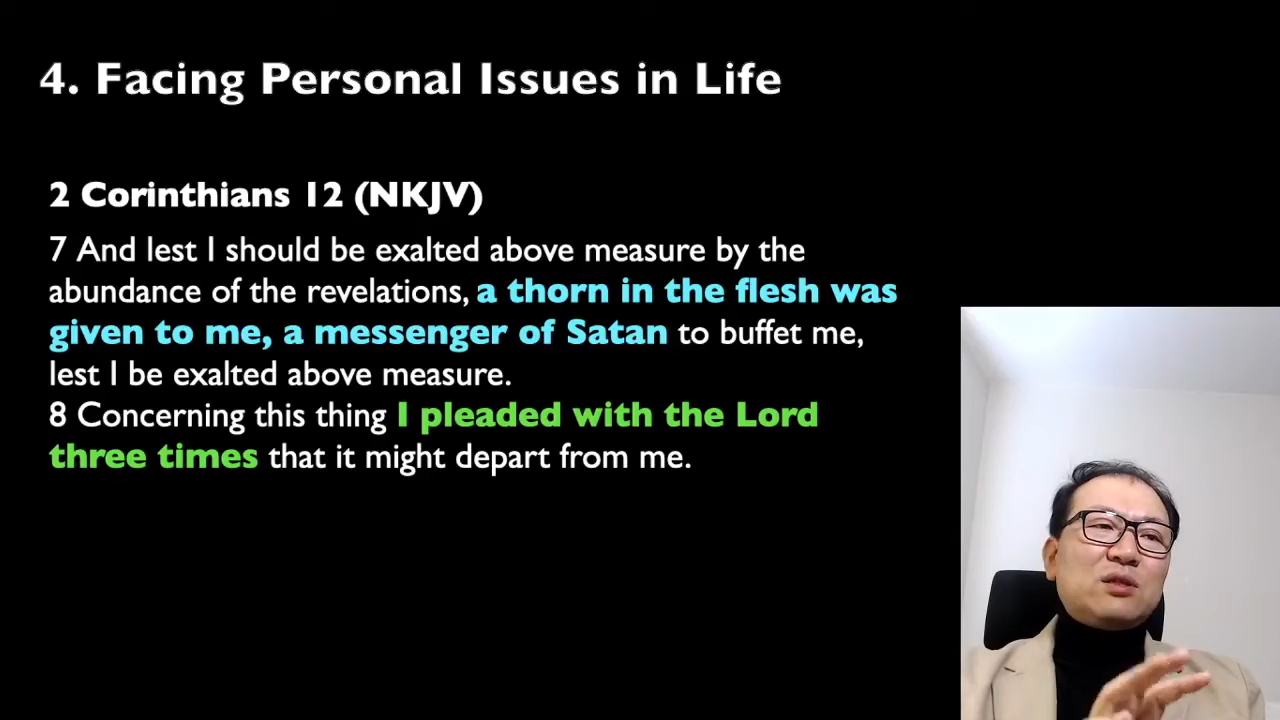 4. Facing Personal Issues in Life
2 Corinthians 12 (NKJV)
7 And lest I should be exalted above measure by the
abundance of the revelations, a thorn in the flesh was
given to me, a messenger of Satan to buffet me,
lest I be exalted above measure.
8 Concerning this thing I pleaded with the Lord
three times that it might depart from me.